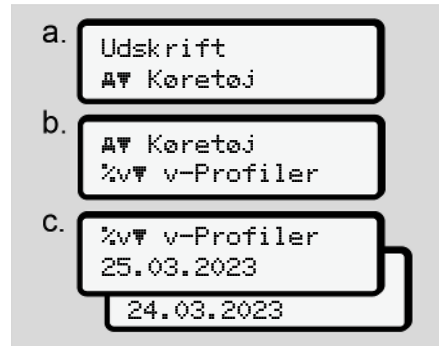 a.
Udskrift
A▼ Køretøj
b.
A▼ Køretøj
%v▼ v-Profiler
c.
%v▼ v-Profiler
25.03.2023
24.03.2023